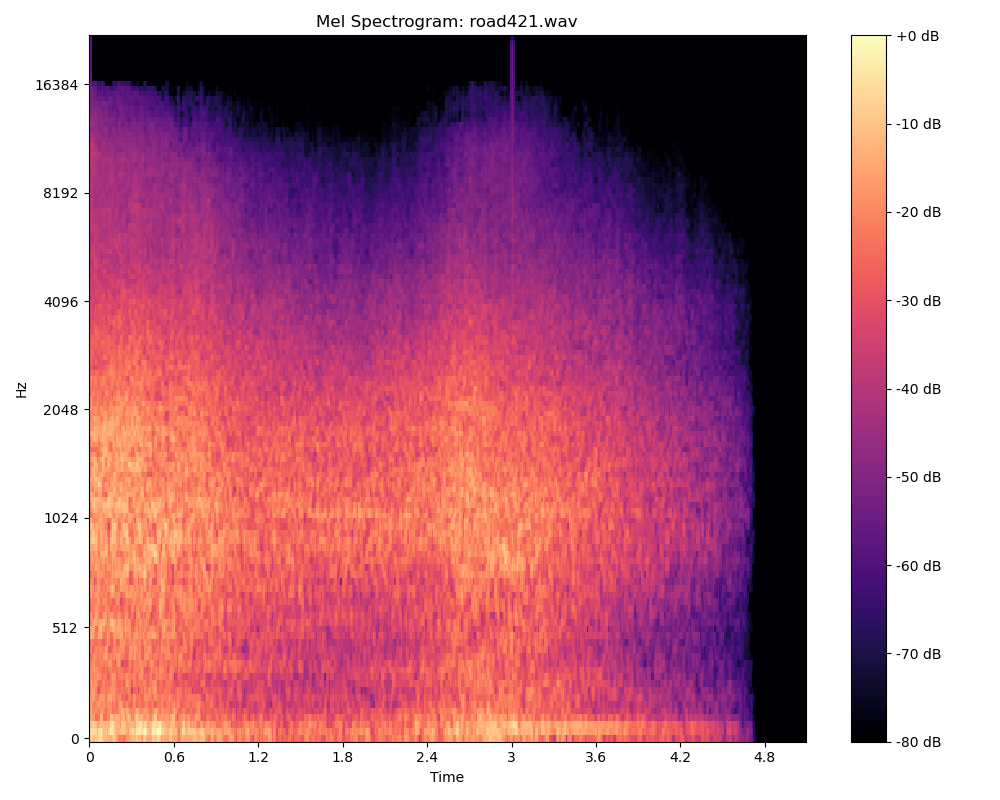 Mel Spectrogram: road421.wav
Hz
16384
8192
4096
2048
1024
512
0
0 0.6 1.2 1.8 2.4 3 3.6 4.2 4.8
Time
+0 dB
-10 dB
-20 dB
-30 dB
-40 dB
-50 dB
-60 dB
-70 dB
-80 dB